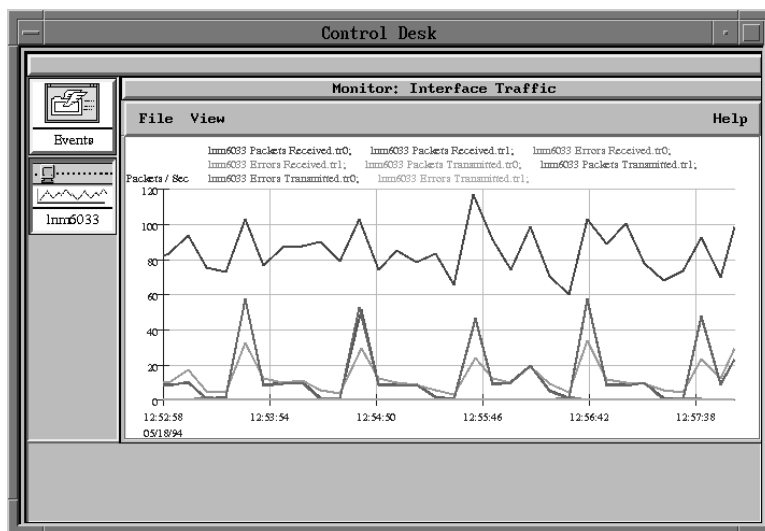 Control Desk
Monitor: Interface Traffic
File View Help
Events
lnm6033
lnm6033 Packets Received.tr0; lnm6033 Packets Received.tr1; lnm6033 Errors Received.tr0;
lnm6033 Errors Received.tr1; lnm6033 Packets Transmitted.tr0; lnm6033 Packets Transmitted.tr1;
Packets / Sec lnm6033 Errors Transmitted.tr0; lnm6033 Errors Transmitted.tr1;
120
100
80
60
40
20
0
12:52:58 12:53:54 12:54:50 12:55:46 12:56:42 12:57:38
05/18/94